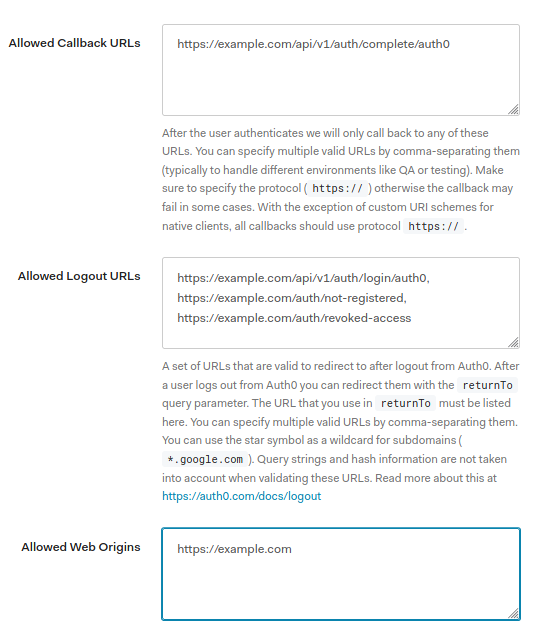 Allowed Callback URLs
https://example.com/api/v1/auth/complete/auth0
After the user authenticates we will only call back to any of these
URLs. You can specify multiple valid URLs by comma-separating them
(typically to handle different environments like QA or testing). Make
sure to specify the protocol ( https:// ) otherwise the callback may
fail in some cases. With the exception of custom URI schemes for
native clients, all callbacks should use protocol https:// .
Allowed Logout URLs
https://example.com/api/v1/auth/login/auth0,
https://example.com/auth/not-registered,
https://example.com/auth/revoked-access
A set of URLs that are valid to redirect to after logout from Auth0. After
a user logs out from Auth0 you can redirect them with the returnTo
query parameter. The URL that you use in returnTo must be listed
here. You can specify multiple valid URLs by comma-separating them.
You can use the star symbol as a wildcard for subdomains (
*.google.com ). Query strings and hash information are not taken
into account when validating these URLs. Read more about this at
https://auth0.com/docs/logout
Allowed Web Origins
https://example.com